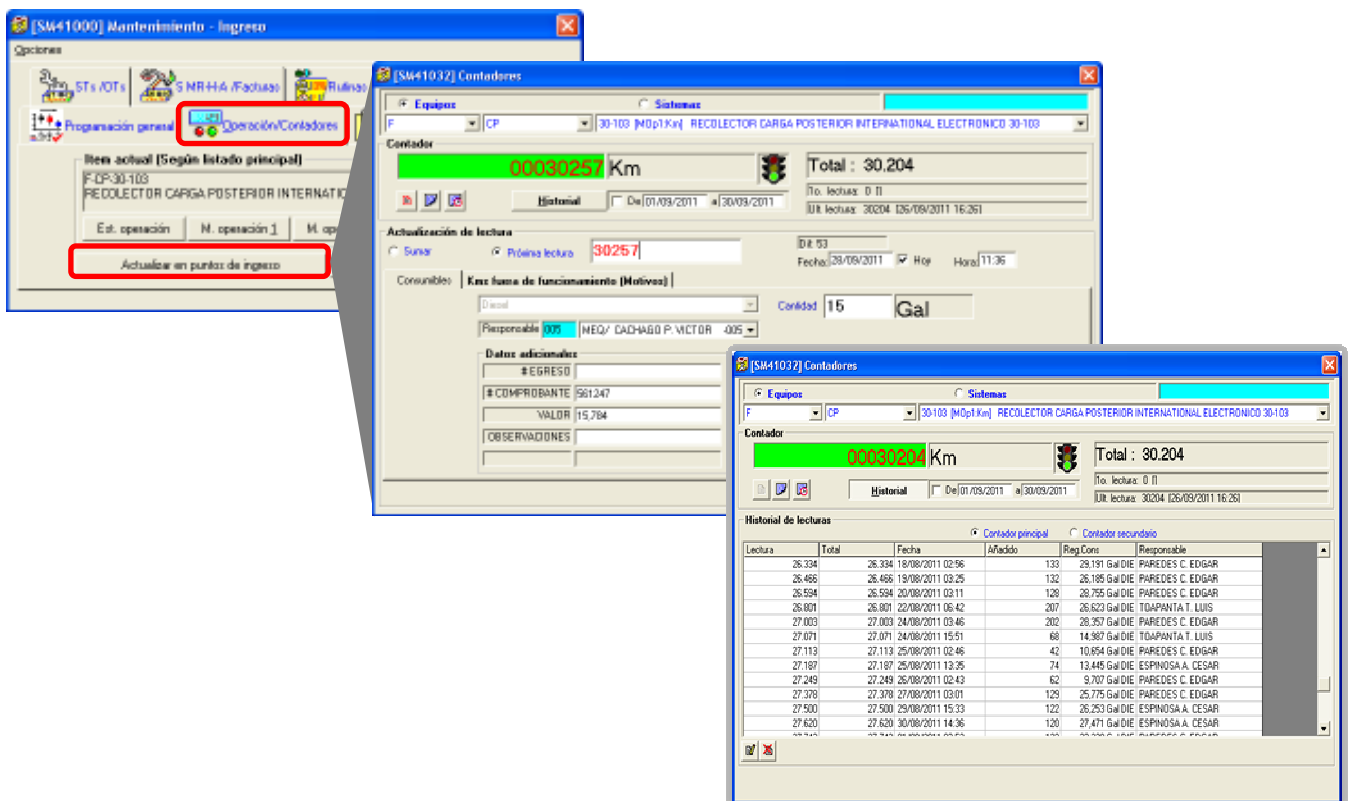 [SM41000] Mantenimiento - Ingreso
Opciones
STs /OTs
SMR-H-A /Facturas
Rutinas
Programación general
Operación/Contadores
Item actual (Según listado principal)
F-CP-30-103
RECOLECTOR CARGA POSTERIOR INTERNATIO
Est. operación
M. operación 1
M. op
Actualizar en puntos de ingreso
[SM41032] Contadores
Equipos
Sistemas
F
CP
30-103 [MOp1:Km] RECOLECTOR CARGA POSTERIOR INTERNATIONAL ELECTRONICO 30-103
Contador
00030257 Km
Total : 30.204
To. lectura: 0 []
Ult. lectura: 30204 [26/09/2011 16:26]
Historial
De 01/09/2011 a 30/09/2011
Actualización de lectura
Sumar
Próxima lectura
30257
Dif: 53
Fecha: 28/09/2011
Hoy
Hora: 11:36
Consumibles
Kms fuera de funcionamiento (Motivos)
Diesel
Cantidad 15 Gal
Responsable 005 MEQ/ CACHAGO P. VICTOR -005
Datos adicionales
# EGRESO
# COMPROBANTE 561247
VALOR 15,784
OBSERVACIONES
[SM41032] Contadores
Equipos
Sistemas
F
CP
30-103 [MOp1:Km] RECOLECTOR CARGA POSTERIOR INTERNATIONAL ELECTRONICO 30-103
Contador
00030204 Km
Total : 30.204
To. lectura: 0 []
Ult. lectura: 30204 [26/09/2011 16:26]
Historial
De 01/09/2011 a 30/09/2011
Historial de lecturas
Contador principal
Contador secundario
Lectura Total Fecha Añadido Reg.Cons Responsable
26.334 26.334 18/08/2011 02:56 133 29,191 Gal DIE PAREDES C. EDGAR
26.466 26.466 19/08/2011 03:25 132 26,185 Gal DIE PAREDES C. EDGAR
26.594 26.594 20/08/2011 03:11 128 28,755 Gal DIE PAREDES C. EDGAR
26.801 26.801 22/08/2011 06:42 207 26,623 Gal DIE TOAPANTA T. LUIS
27.003 27.003 24/08/2011 03:46 202 28,357 Gal DIE PAREDES C. EDGAR
27.071 27.071 24/08/2011 15:51 68 14,987 Gal DIE TOAPANTA T. LUIS
27.113 27.113 25/08/2011 02:46 42 10,654 Gal DIE PAREDES C. EDGAR
27.187 27.187 25/08/2011 13:35 74 13,445 Gal DIE ESPINOSA A. CESAR
27.249 27.249 26/08/2011 02:43 62 9,707 Gal DIE PAREDES C. EDGAR
27.378 27.378 27/08/2011 03:01 129 25,775 Gal DIE PAREDES C. EDGAR
27.500 27.500 29/08/2011 15:33 122 26,253 Gal DIE ESPINOSA A. CESAR
27.620 27.620 30/08/2011 14:36 120 27,471 Gal DIE ESPINOSA A. CESAR